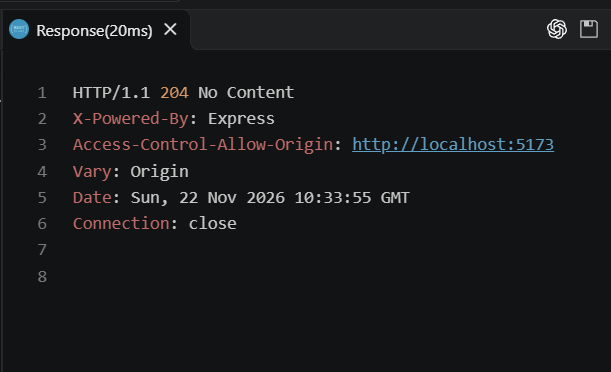 Response(20ms)
1 HTTP/1.1 204 No Content
2 X-Powered-By: Express
3 Access-Control-Allow-Origin: http://localhost:5173
4 Vary: Origin
5 Date: Sun, 22 Nov 2026 10:33:55 GMT
6 Connection: close
7
8